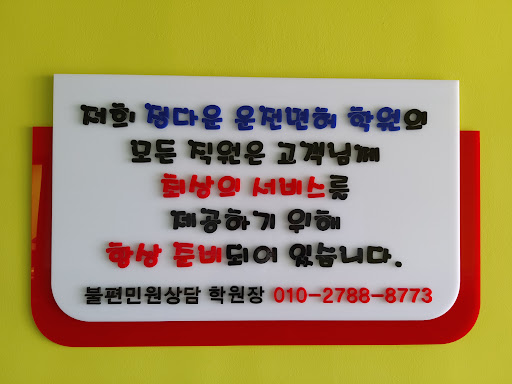 저희 정다운 운전면허 학원의
모든 직원은 고객님께
최상의 서비스를
제공하기 위해
항상 준비되어 있습니다.
불편민원상담 학원장 010-2788-8773